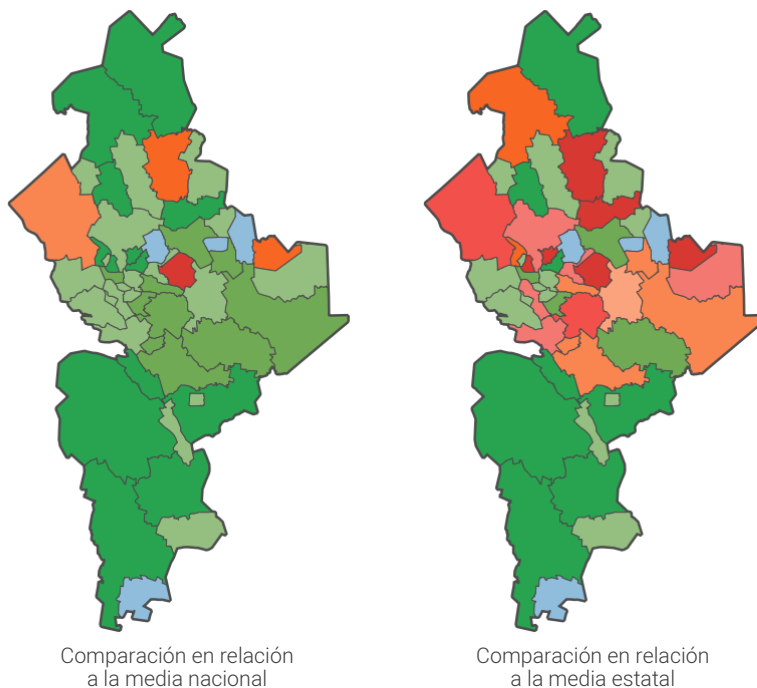 Comparación en relación
a la media nacional
Comparación en relación
a la media estatal